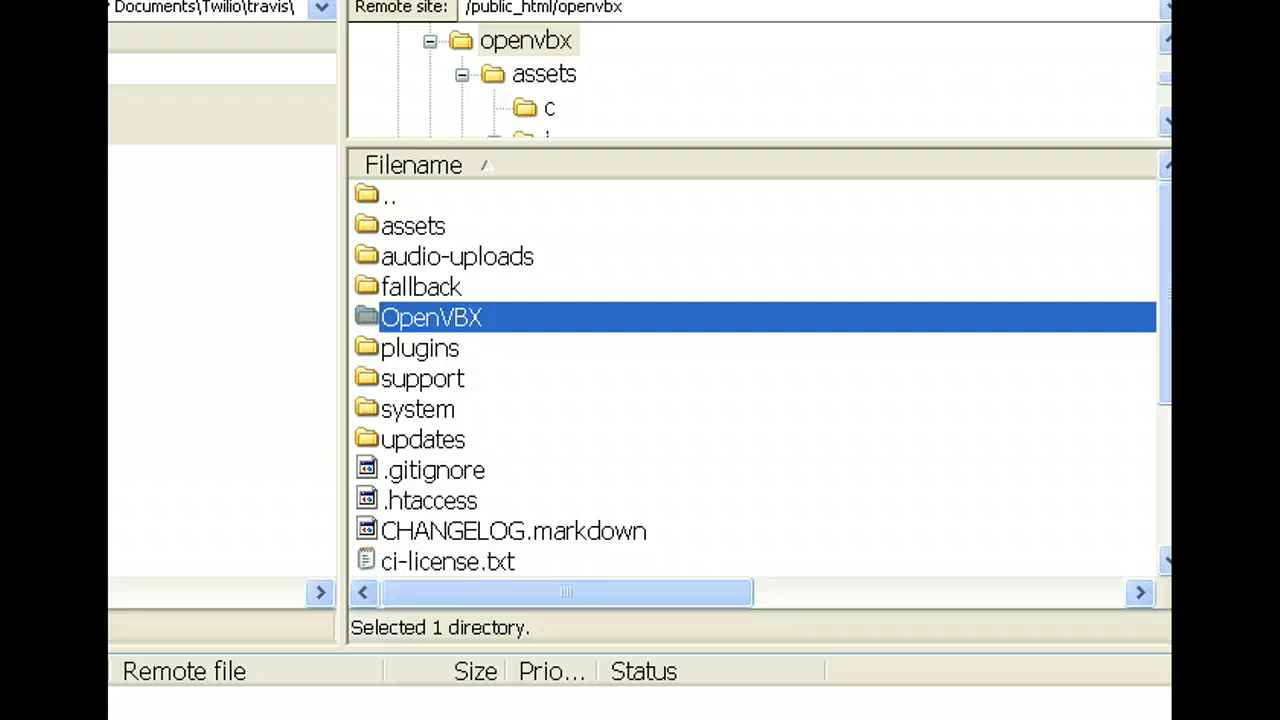 Documents\Twilio\travis\
Remote site: /public_html/openvbx
openvbx
assets
c
Filename
..
assets
audio-uploads
fallback
OpenVBX
plugins
support
system
updates
.gitignore
.htaccess
CHANGELOG.markdown
ci-license.txt
Selected 1 directory.
Remote file Size Prio... Status